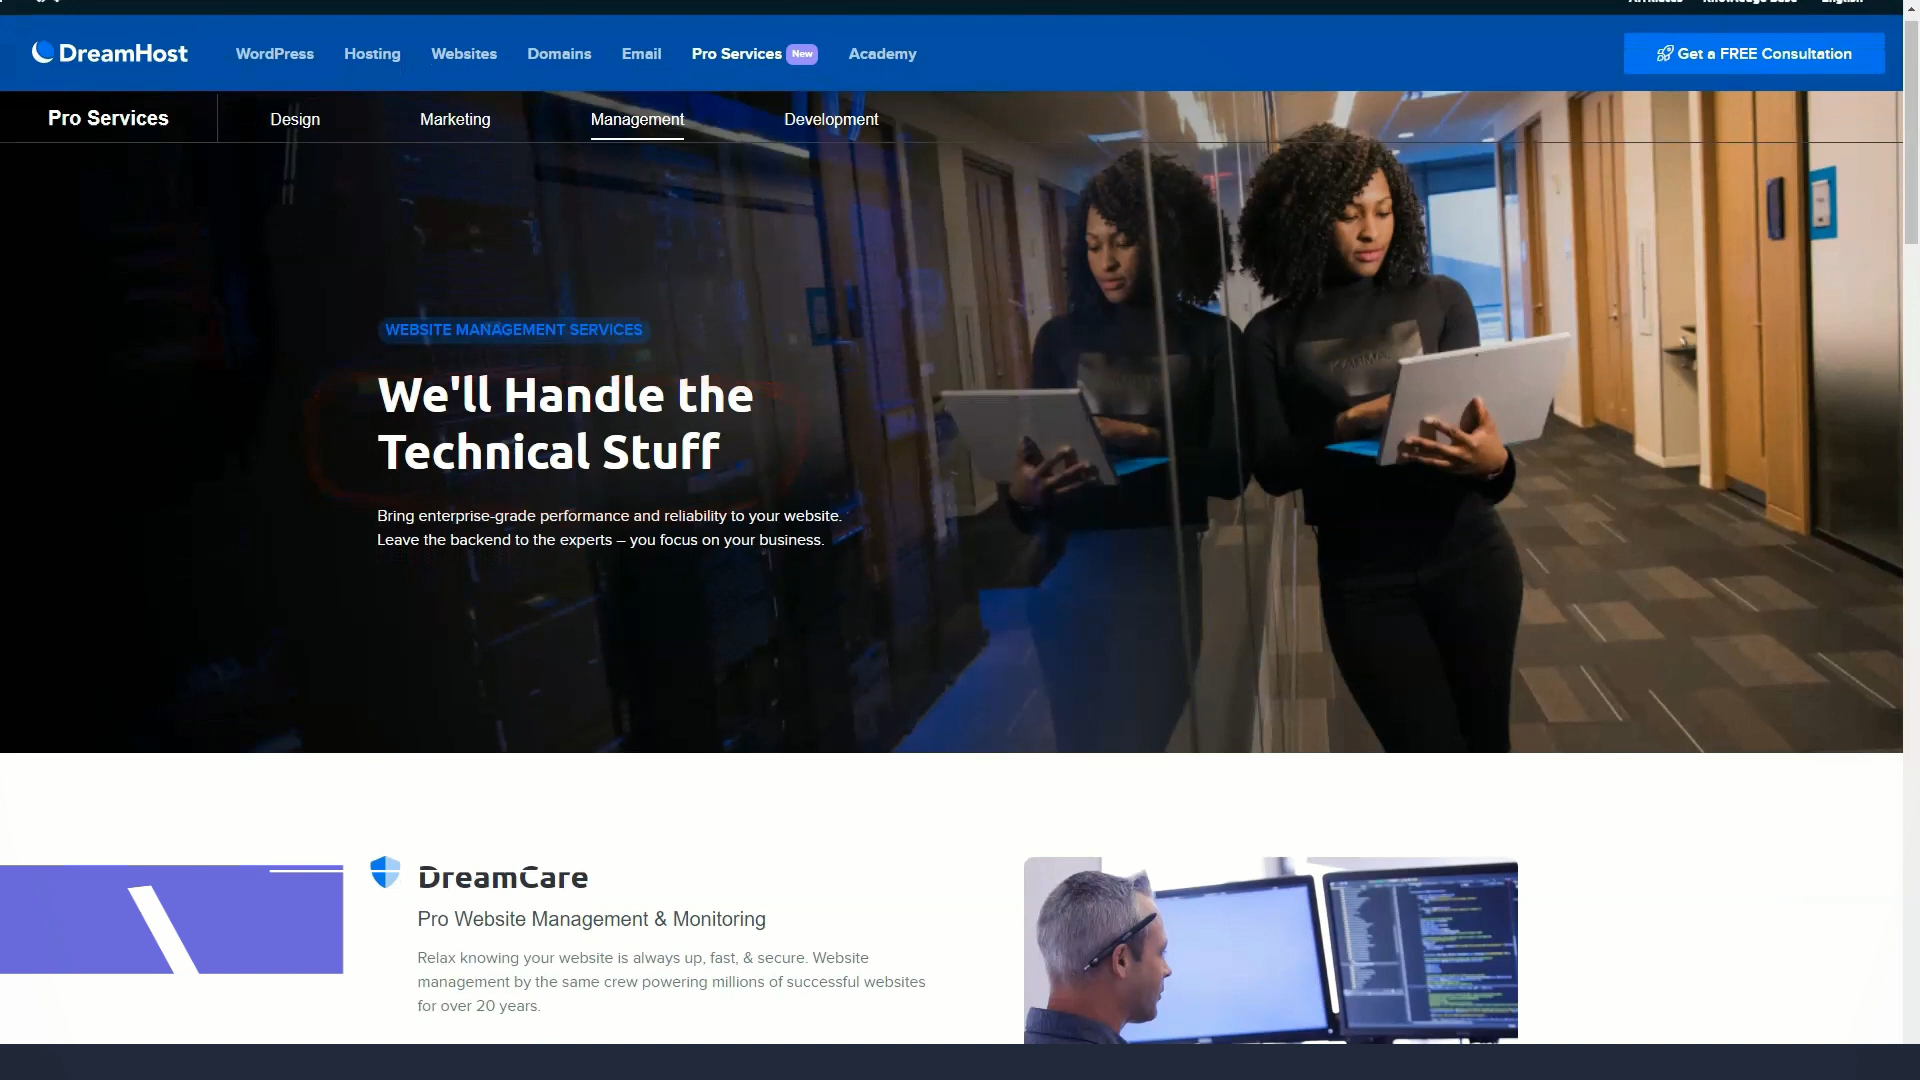 Affiliates Knowledge Base English
DreamHost
WordPress Hosting Websites Domains Email Pro Services New Academy
Get a FREE Consultation
Pro Services Design Marketing Management Development
WEBSITE MANAGEMENT SERVICES
We'll Handle the
Technical Stuff
Bring enterprise-grade performance and reliability to your website.
Leave the backend to the experts – you focus on your business.
DreamCare
Pro Website Management & Monitoring
Relax knowing your website is always up, fast, & secure. Website
management by the same crew powering millions of successful websites
for over 20 years.